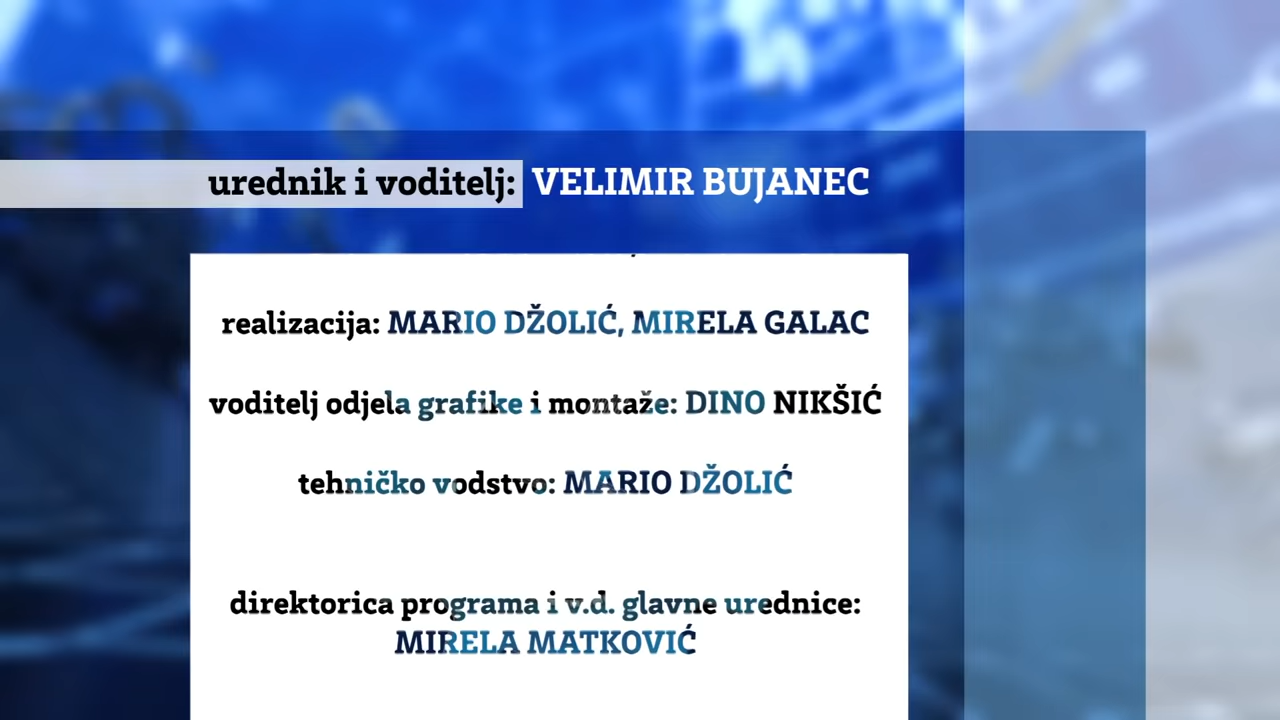 urednik i voditelj: VELIMIR BUJANEC
realizacija: MARIO DŽOLIĆ, MIRELA GALAC
voditelj odjela grafike i montaže: DINO NIKŠIĆ
tehničko vodstvo: MARIO DŽOLIĆ
direktorica programa i v.d. glavne urednice:
MIRELA MATKOVIĆ